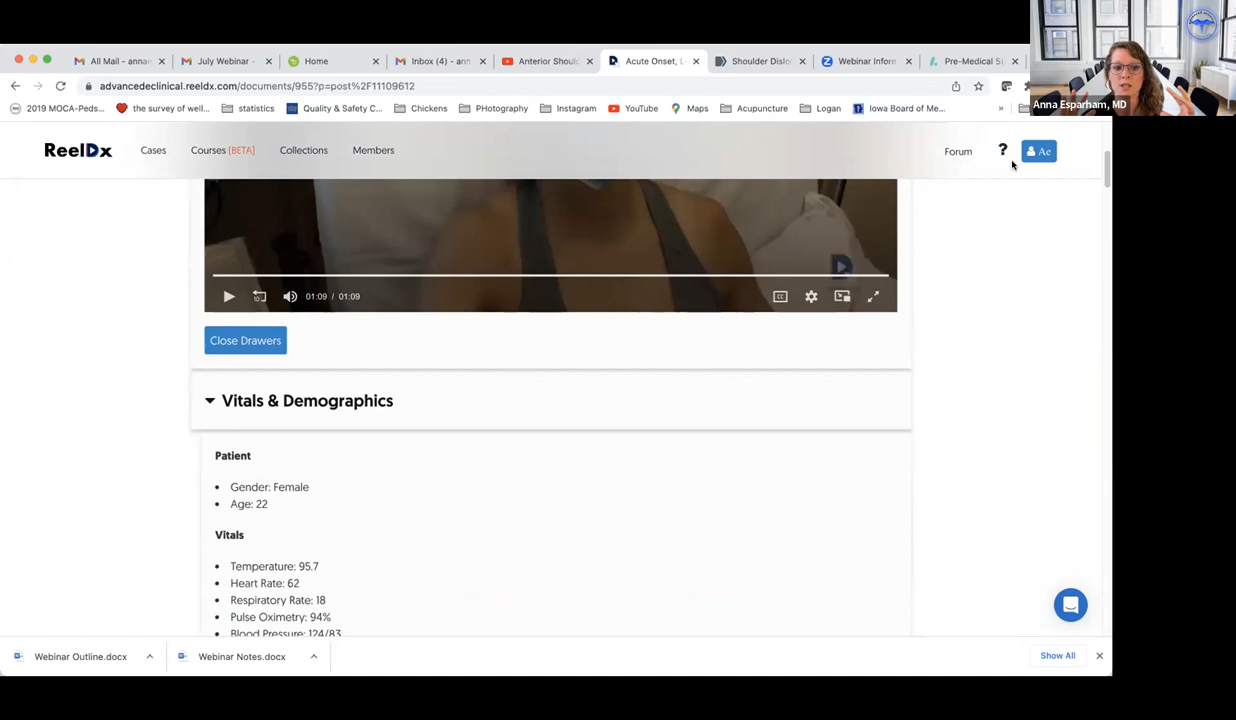 All Mail - annae
July Webinar -
Home
Inbox (4) - ann
Anterior Should
Acute Onset, L
Shoulder Dislo
Webinar Inform
Pre-Medical St
advancedeclinical.reeldx.com/documents/955?p=post%2F11109612
2019 MOCA-Peds...
the survey of well...
statistics
Quality & Safety C...
Chickens
PHotography
Instagram
YouTube
Maps
Acupuncture
Logan
Iowa Board of Me...
»
Anna Esparham, MD
ReelDx
Cases
Courses [BETA]
Collections
Members
Forum
?
Ae
10
01:09 / 01:09
CC
Close Drawers
Vitals & Demographics
Patient
• Gender: Female
• Age: 22
Vitals
• Temperature: 95.7
• Heart Rate: 62
• Respiratory Rate: 18
• Pulse Oximetry: 94%
• Blood Pressure: 124/83
Webinar Outline.docx
Webinar Notes.docx
Show All